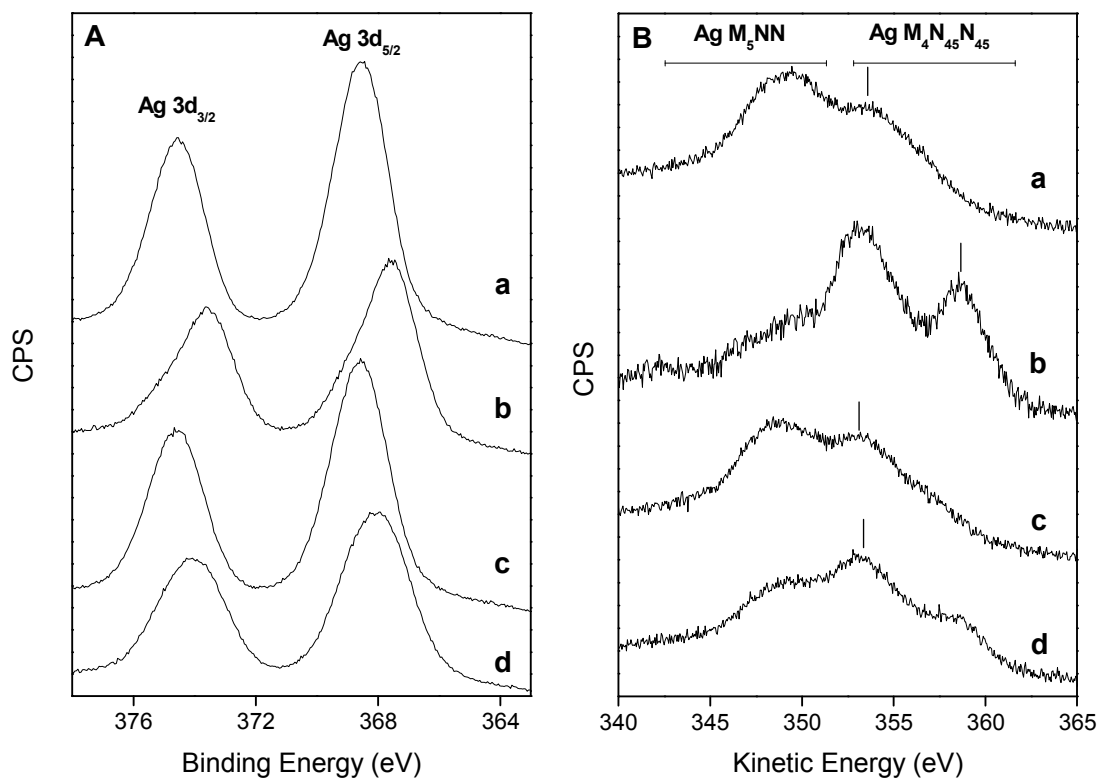 A
Ag 3d5/2
Ag 3d3/2
a
b
c
d
CPS
376 372 368 364
Binding Energy (eV)
B
Ag M5NN Ag M4N45N45
a
b
c
d
CPS
340 345 350 355 360 365
Kinetic Energy (eV)